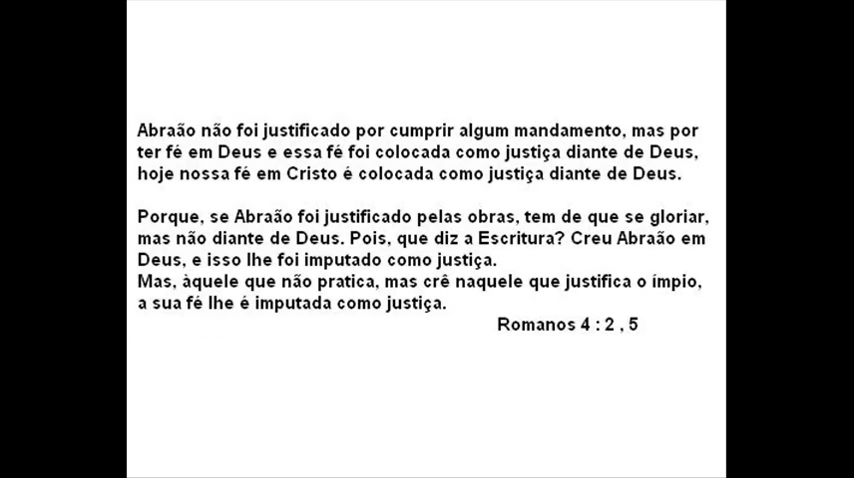 Abraão não foi justificado por cumprir algum mandamento, mas por
ter fé em Deus e essa fé foi colocada como justiça diante de Deus,
hoje nossa fé em Cristo é colocada como justiça diante de Deus.
Porque, se Abraão foi justificado pelas obras, tem de que se gloriar,
mas não diante de Deus. Pois, que diz a Escritura? Creu Abraão em
Deus, e isso lhe foi imputado como justiça.
Mas, àquele que não pratica, mas crê naquele que justifica o ímpio,
a sua fé lhe é imputada como justiça.
Romanos 4 : 2 , 5